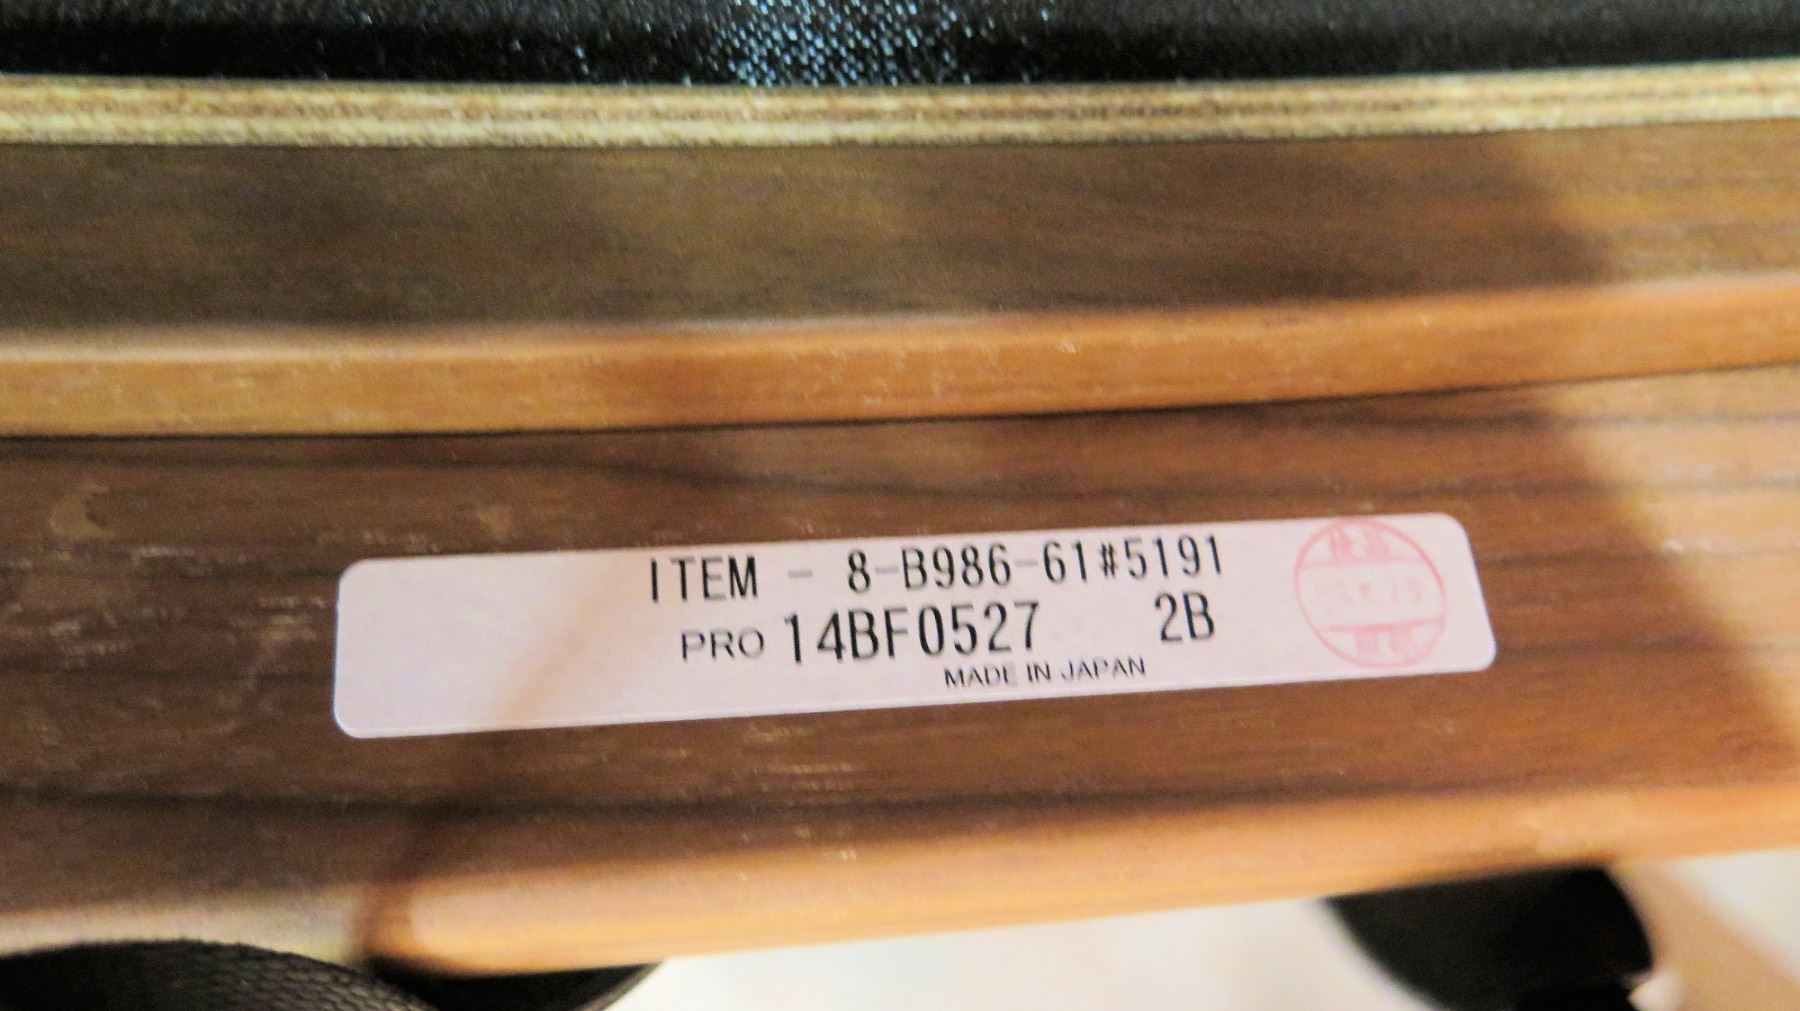 ITEM - 8-B986-61#5191
PRO 14BF0527 2B
MADE IN JAPAN